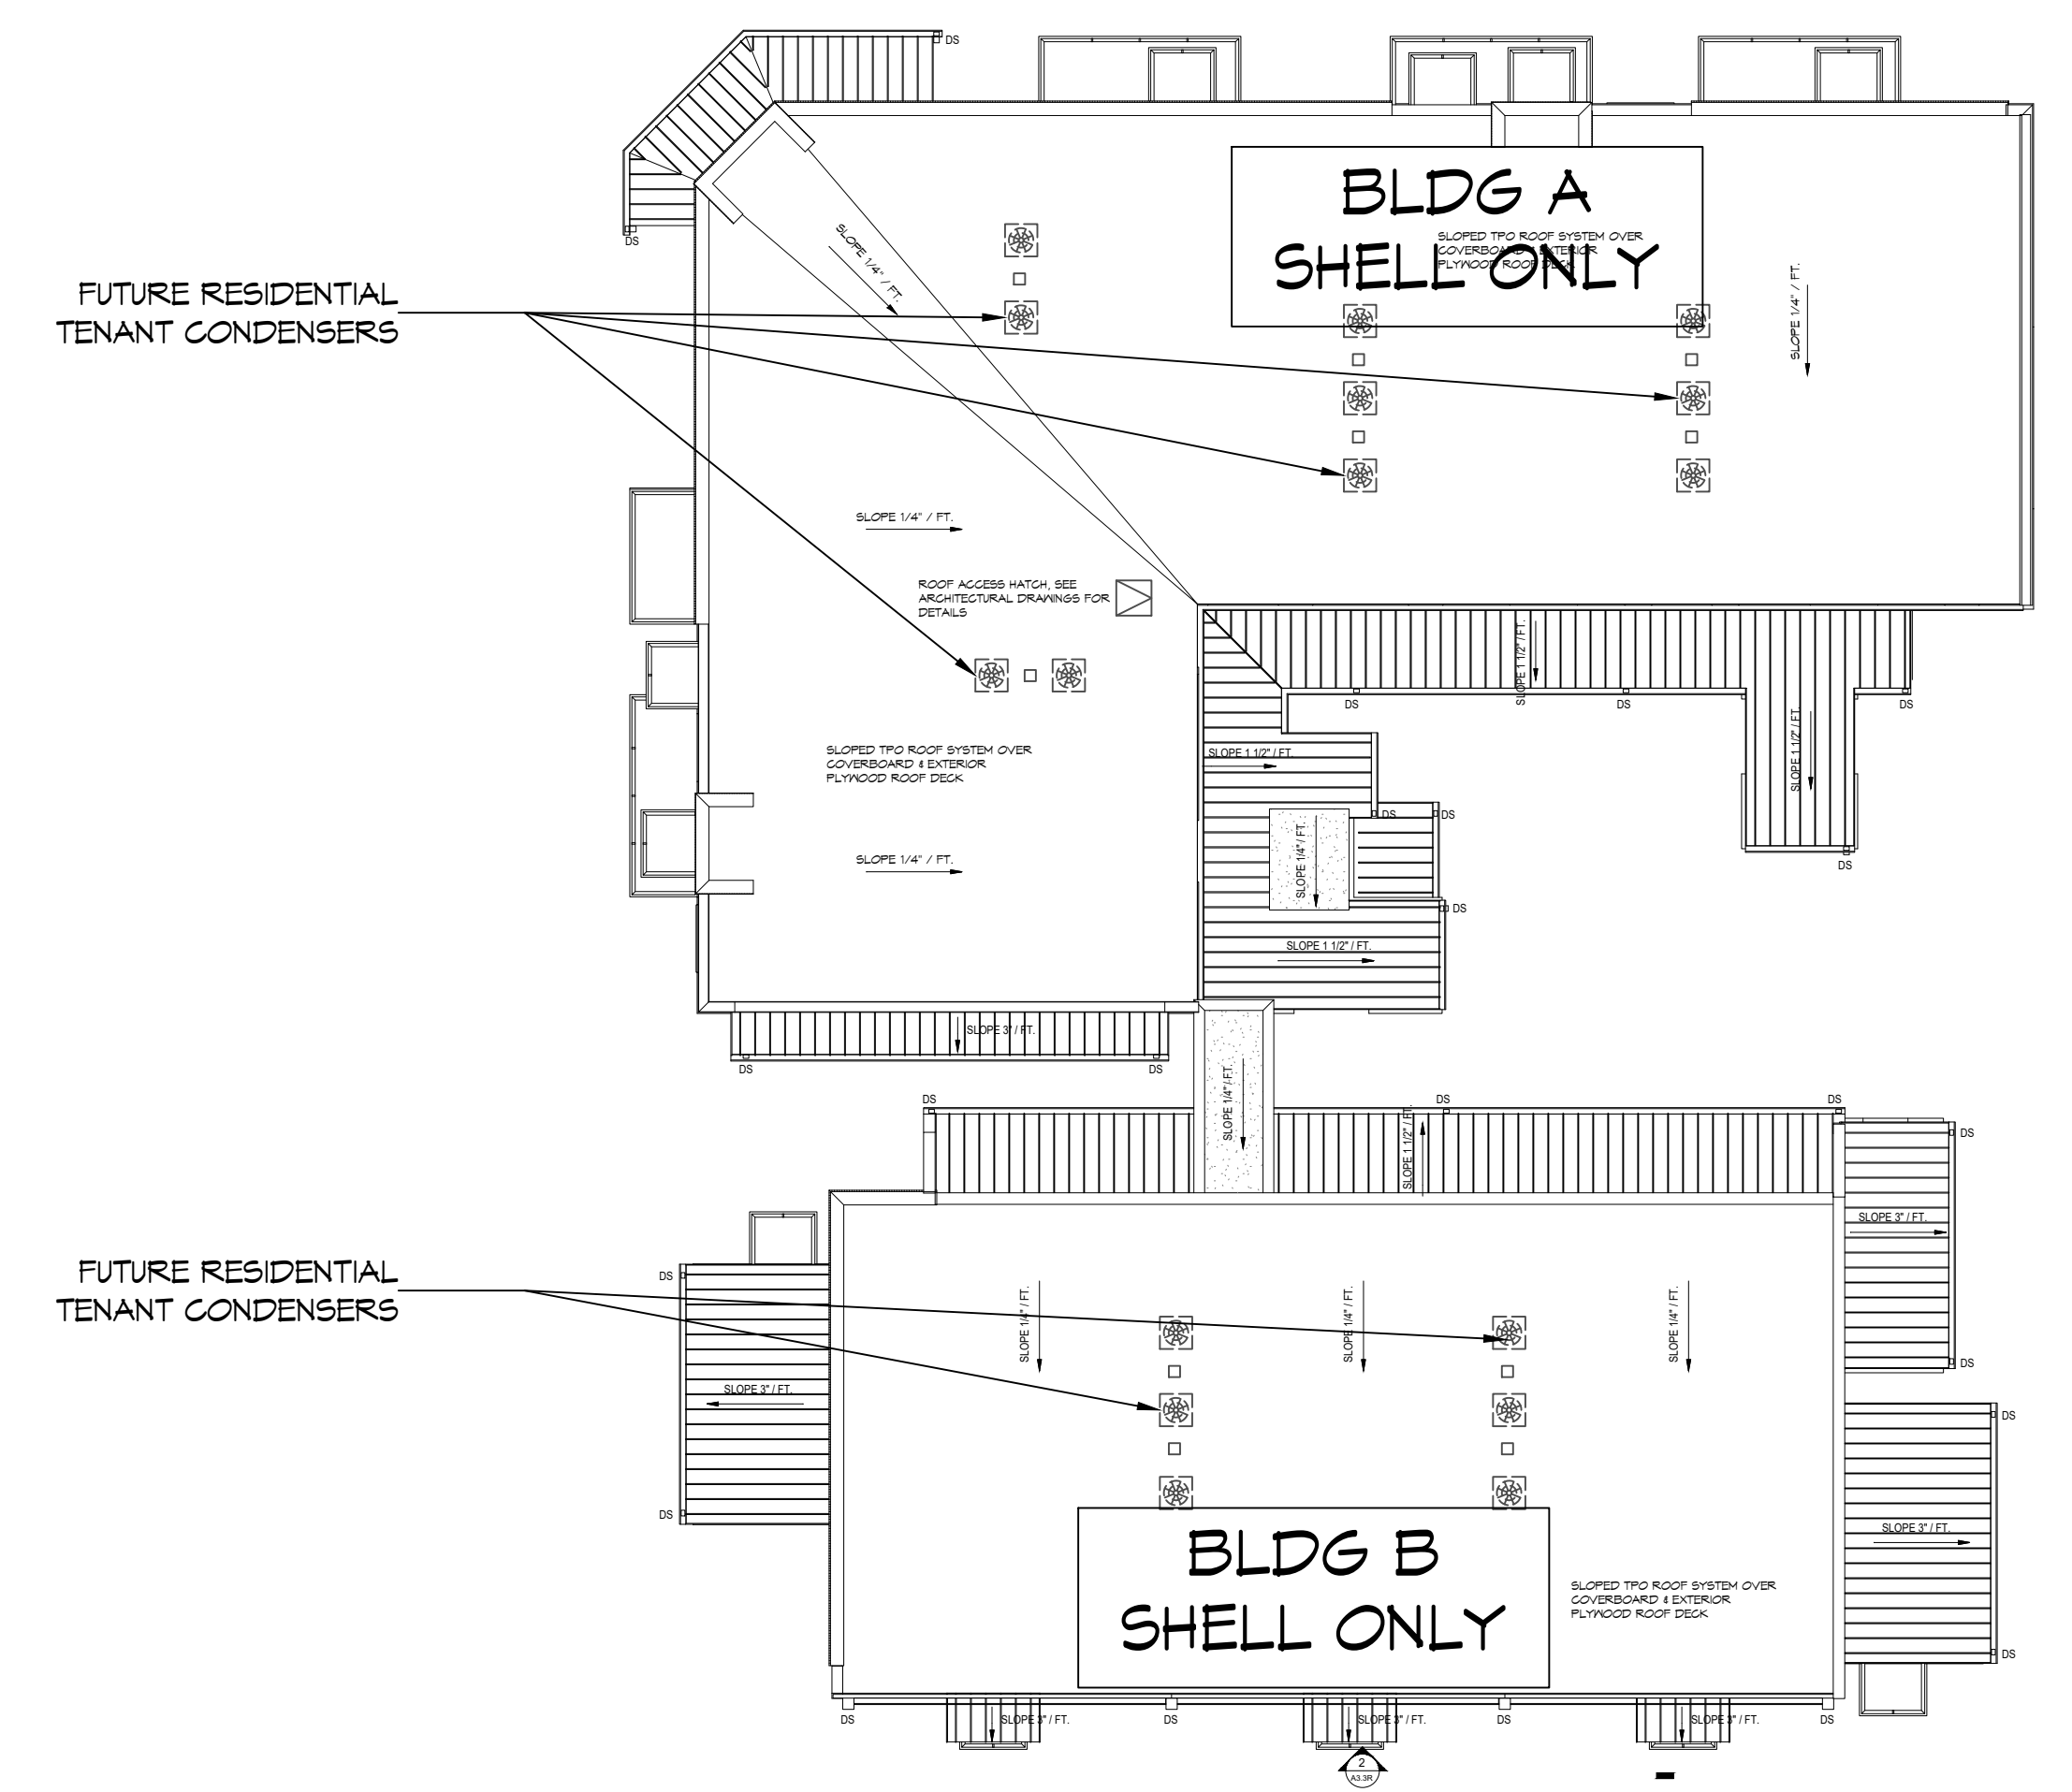 DS
DS
BLDG A
SHELL ONLY
SLOPED TPO ROOF SYSTEM OVER
COVERBOARD & EXTERIOR
PLYWOOD ROOF DECK
SLOPE 1/4" / FT.
SLOPE 1/4" / FT.
FUTURE RESIDENTIAL
TENANT CONDENSERS
SLOPE 1/4" / FT.
ROOF ACCESS HATCH, SEE
ARCHITECTURAL DRAWINGS FOR
DETAILS
SLOPE 1 1/2" / FT.
DS
DS
DS
SLOPE 1 1/2" / FT.
SLOPED TPO ROOF SYSTEM OVER
COVERBOARD & EXTERIOR
PLYWOOD ROOF DECK
SLOPE 1 1/2" / FT.
DS
DS
SLOPE 1/4" / FT.
SLOPE 1/4" / FT.
DS
DS
SLOPE 1 1/2" / FT.
SLOPE 3" / FT.
DS
DS
SLOPE 1/4" / FT.
DS
DS
DS
SLOPE 1 1/2" / FT.
DS
SLOPE 3" / FT.
FUTURE RESIDENTIAL
TENANT CONDENSERS
DS
SLOPE 1/4" / FT.
SLOPE 1/4" / FT.
SLOPE 1/4" / FT.
DS
SLOPE 3" / FT.
DS
DS
SLOPE 3" / FT.
BLDG B
SHELL ONLY
SLOPED TPO ROOF SYSTEM OVER
COVERBOARD & EXTERIOR
PLYWOOD ROOF DECK
DS
DS
SLOPE 3" / FT.
DS
SLOPE 3" / FT.
DS
SLOPE 3" / FT.
DS
2
A3.3R